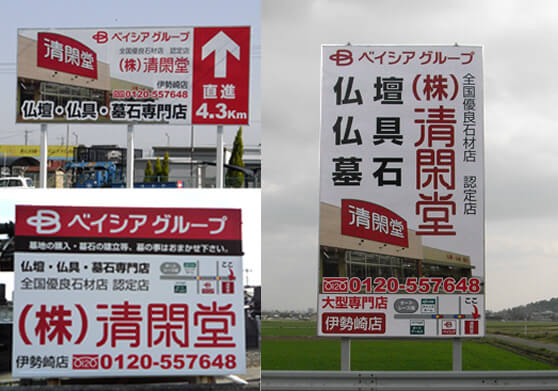 ベイシア グループ
全国優良石材店 認定店
(株)清閑堂
清閑堂
伊勢崎店
0120-557648
仏壇・仏具・墓石専門店
直進
4.3Km
ベイシア グループ
墓地の購入・墓石の建立等、墓の事はおまかせ下さい。
仏壇・仏具・墓石専門店
全国優良石材店 認定店
ここ
(株)清閑堂
伊勢崎店
0120-557648
ベイシア グループ
(株)清閑堂
全国優良石材店 認定店
仏壇
仏具
墓石
清閑堂
0120-557648
大型専門店
伊勢崎店
ここ